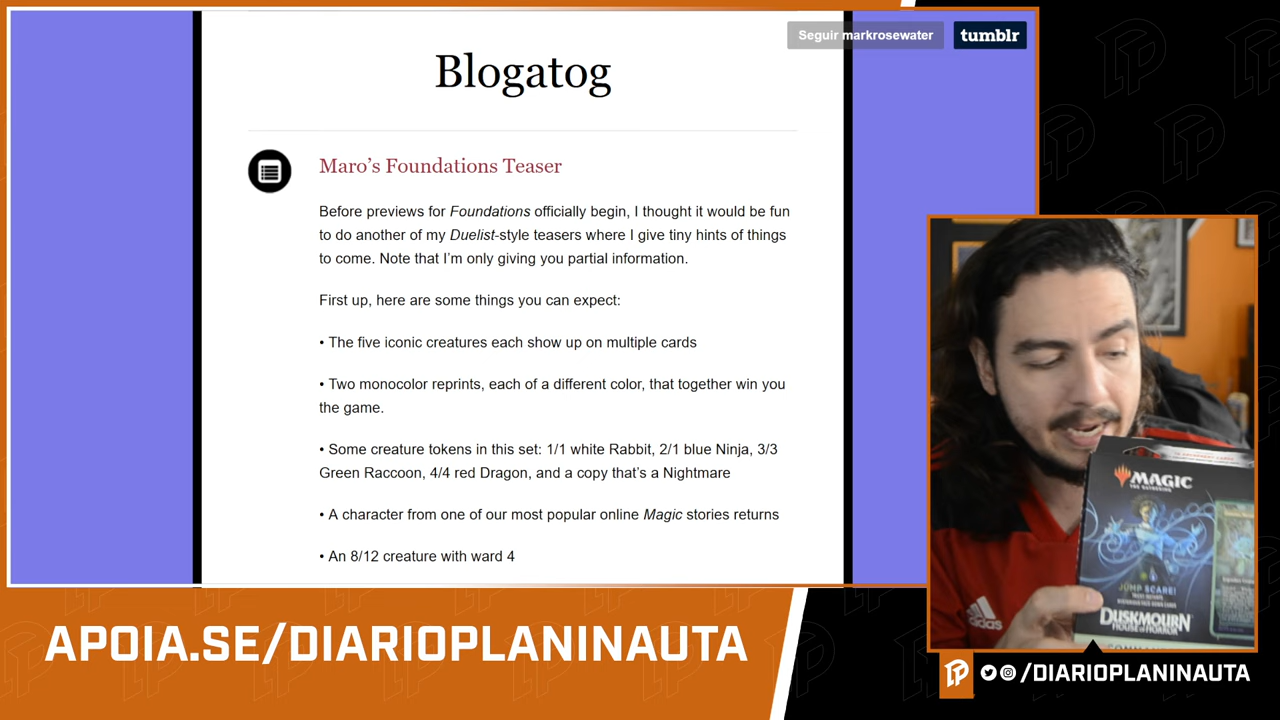 Seguir markrosewater
tumblr
Blogatog
Maro's Foundations Teaser
Before previews for Foundations officially begin, I thought it would be fun
to do another of my Duelist-style teasers where I give tiny hints of things
to come. Note that I'm only giving you partial information.
First up, here are some things you can expect:
• The five iconic creatures each show up on multiple cards
• Two monocolor reprints, each of a different color, that together win you
the game.
• Some creature tokens in this set: 1/1 white Rabbit, 2/1 blue Ninja, 3/3
Green Raccoon, 4/4 red Dragon, and a copy that's a Nightmare
• A character from one of our most popular online Magic stories returns
• An 8/12 creature with ward 4
MAGIC
THE GATHERING
JUMP SCARE!
DUSKMOURN
HOUSE OF HORROR
adidas
APOIA.SE/DIARIOPLANINAUTA
/DIARIOPLANINAUTA